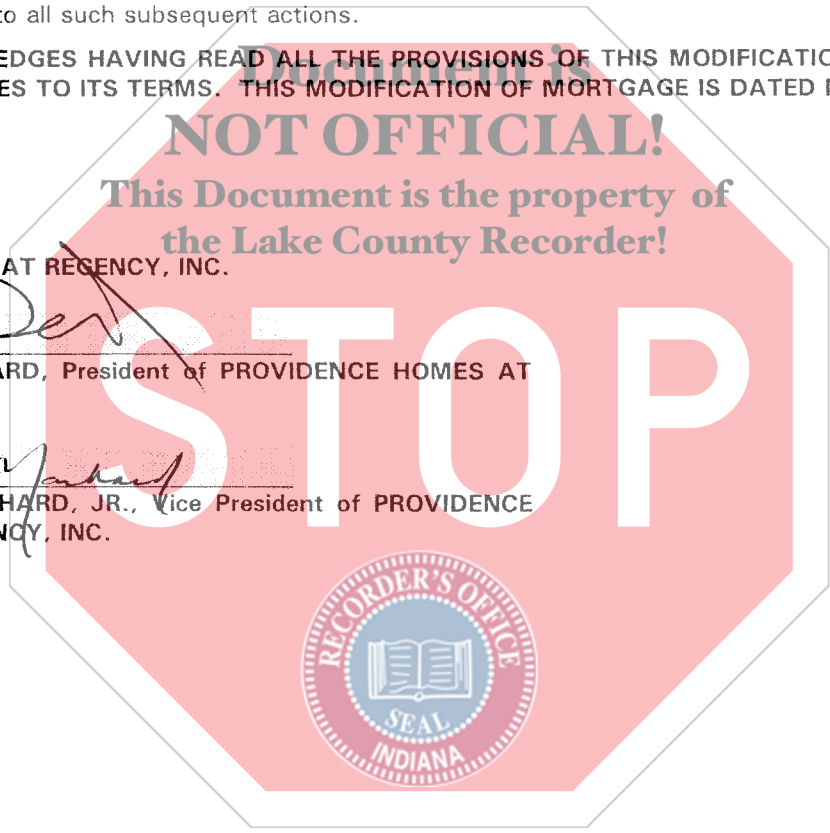 to all such subsequent actions.
EDGES HAVING READ ALL THE PROVISIONS OF THIS MODIFICATIO
ES TO ITS TERMS. THIS MODIFICATION OF MORTGAGE IS DATED
Document is
NOT OFFICIAL!
This Document is the property of
the Lake County Recorder!
AT REGENCY, INC.
ARD, President of PROVIDENCE HOMES AT
HARD, JR., Vice President of PROVIDENCE
NCY, INC.
STOP
RECORDER'S OFFICE
SEAL
INDIANA